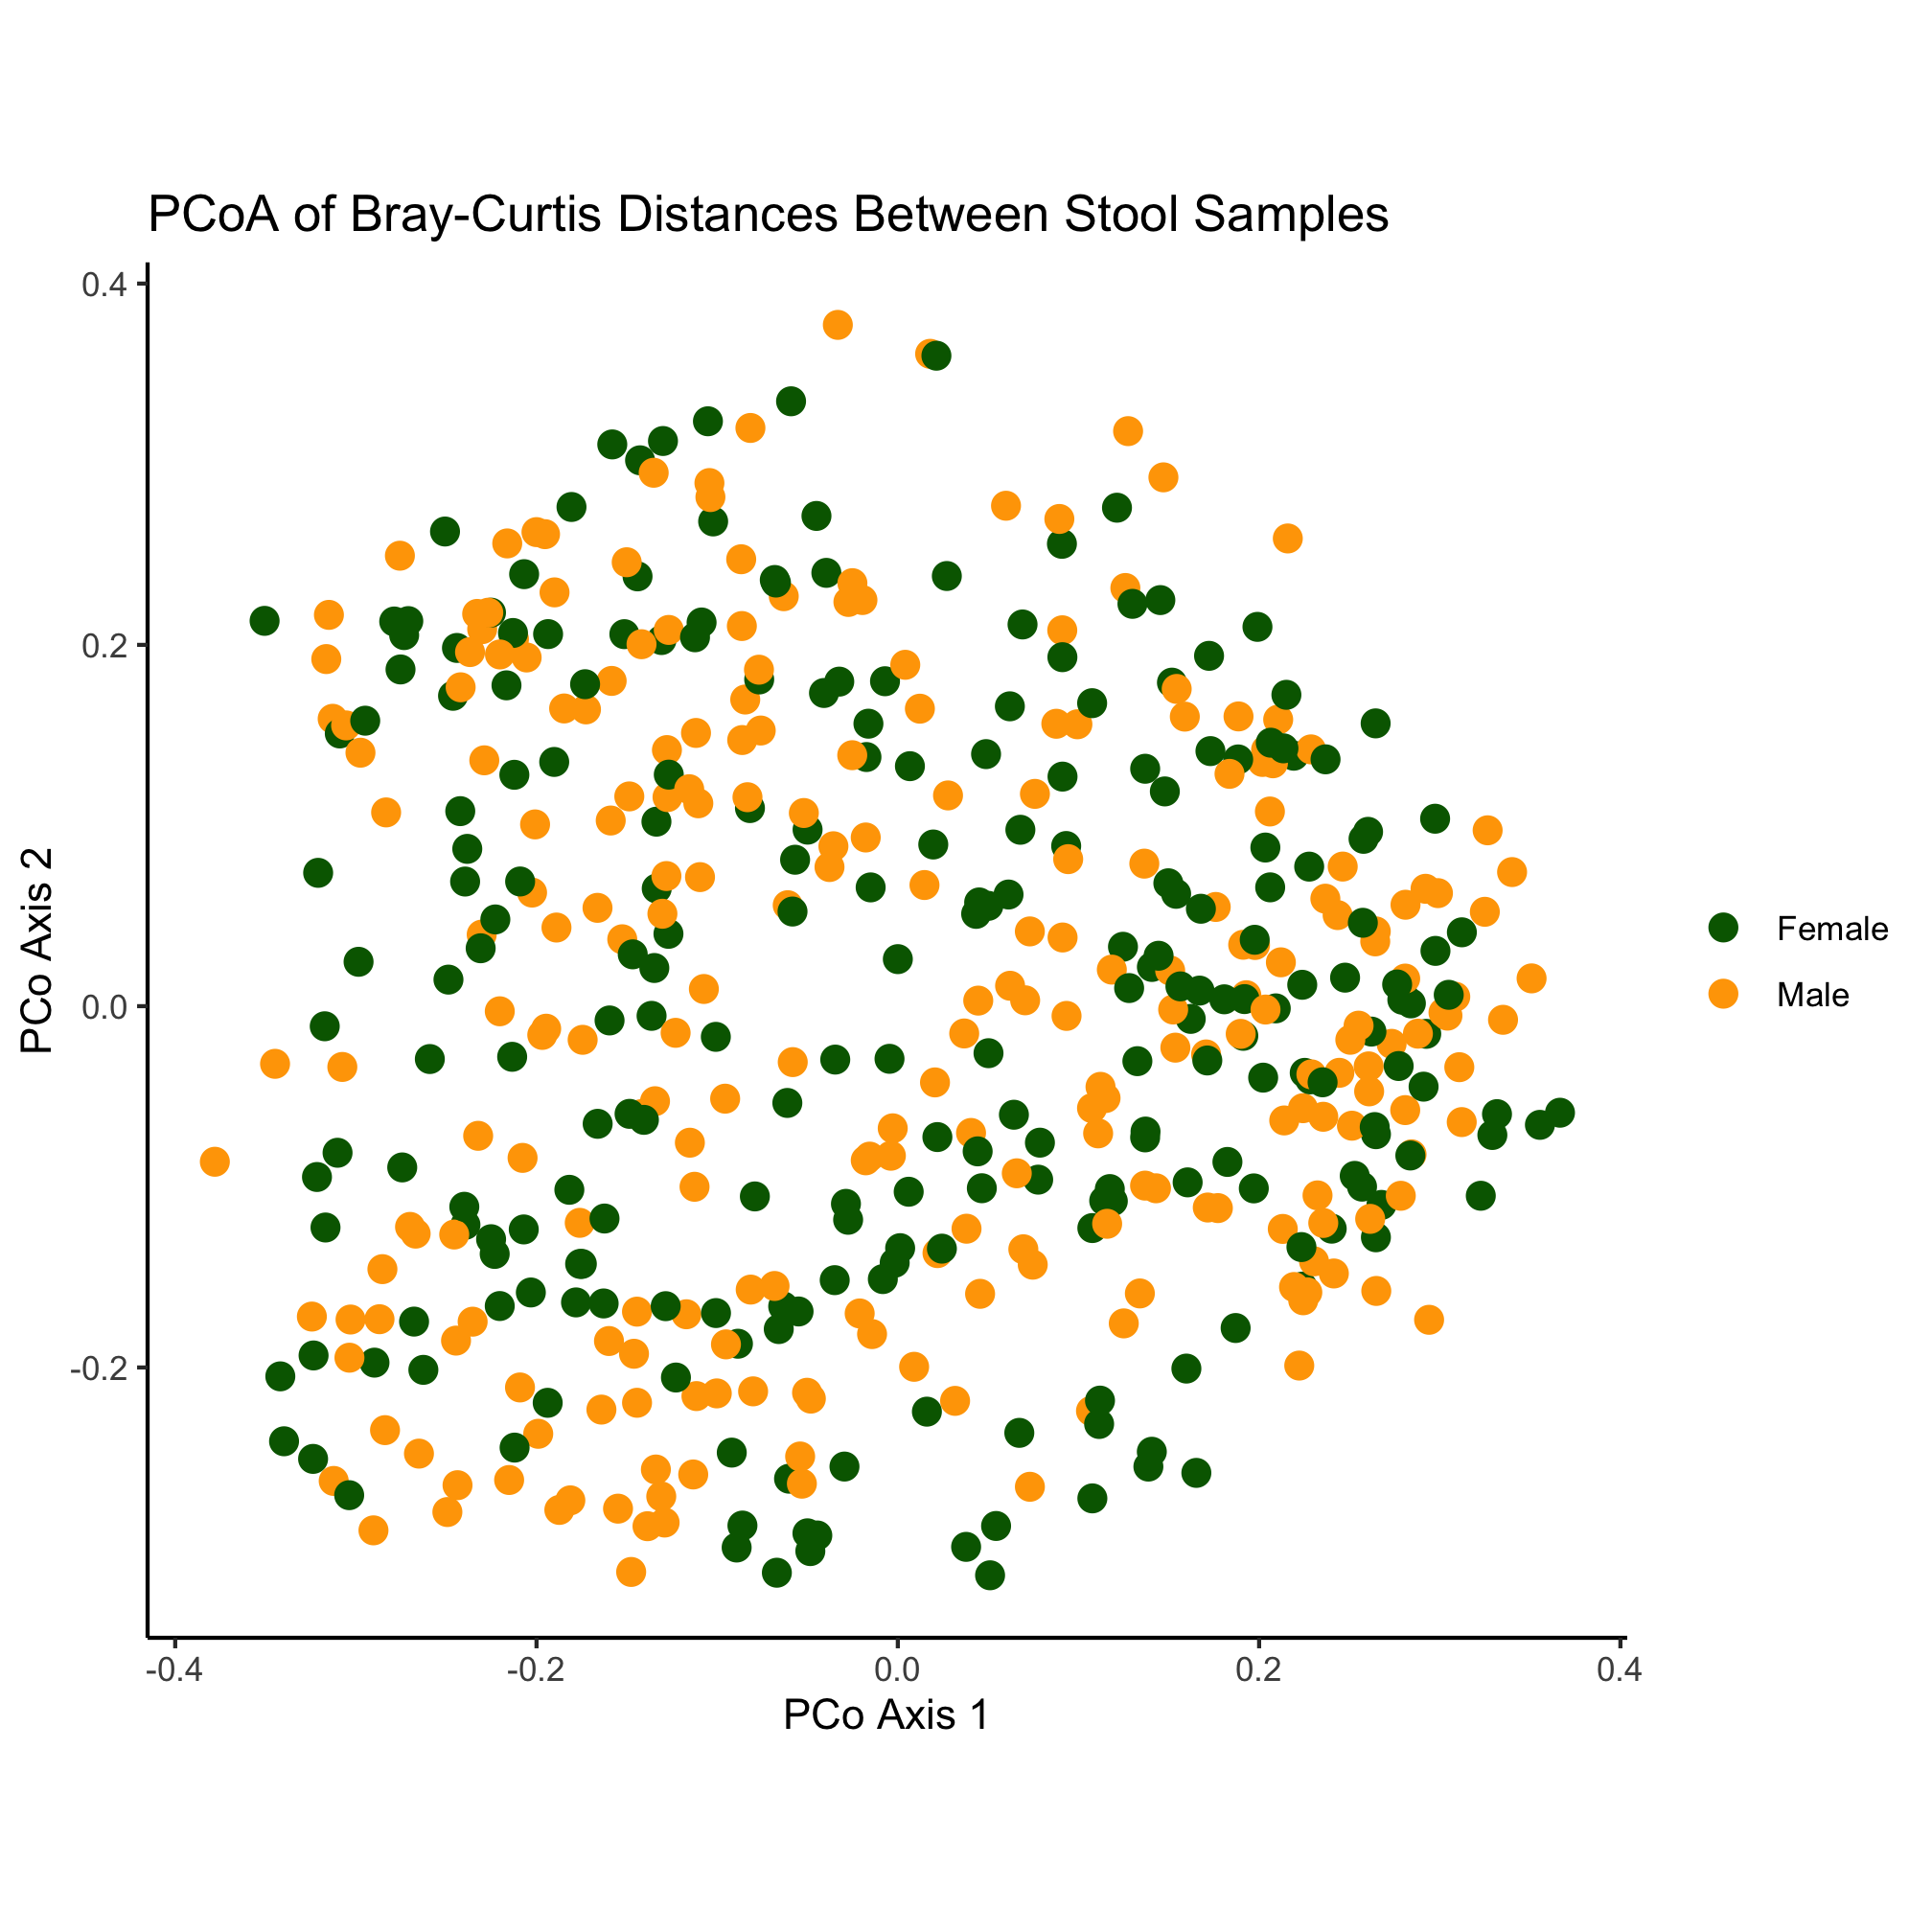 PCoA of Bray-Curtis Distances Between Stool Samples
0.4
0.2
0.0
-0.2
PCo Axis 2
-0.4
-0.2
0.0
0.2
0.4
PCo Axis 1
Female
Male